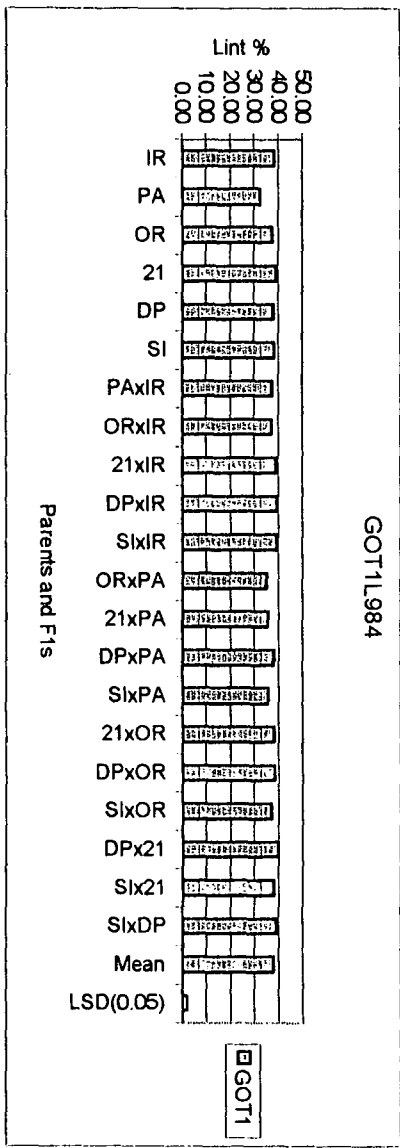 GOT1L984
Lint %
50.00
40.00
30.00
20.00
10.00
0.00
IR
PA
OR
21
DP
SI
PAxIR
ORxIR
21xIR
DPxIR
SIxIR
ORxPA
21xPA
DPxPA
SIxPA
21xOR
DPxOR
SIxOR
DPx21
SIx21
SIxDP
Mean
LSD(0.05)
Parents and F1s
GOT1